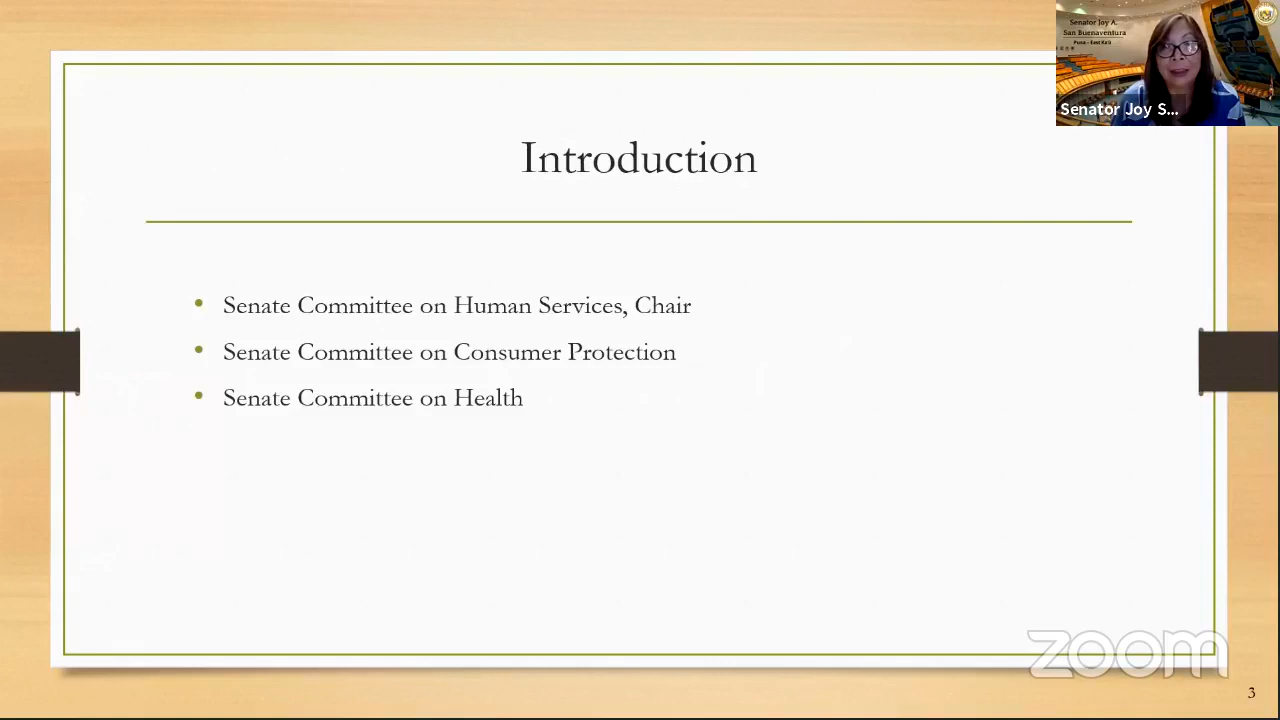 Senator Joy A.
San Buenaventura
Puna - East Ka'ū
Senator Joy S...
Introduction
• Senate Committee on Human Services, Chair
• Senate Committee on Consumer Protection
• Senate Committee on Health
zoom
3